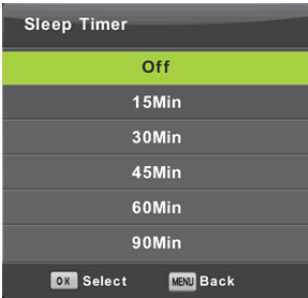 Sleep Timer
Off
15Min
30Min
45Min
60Min
90Min
OK Select MENU Back